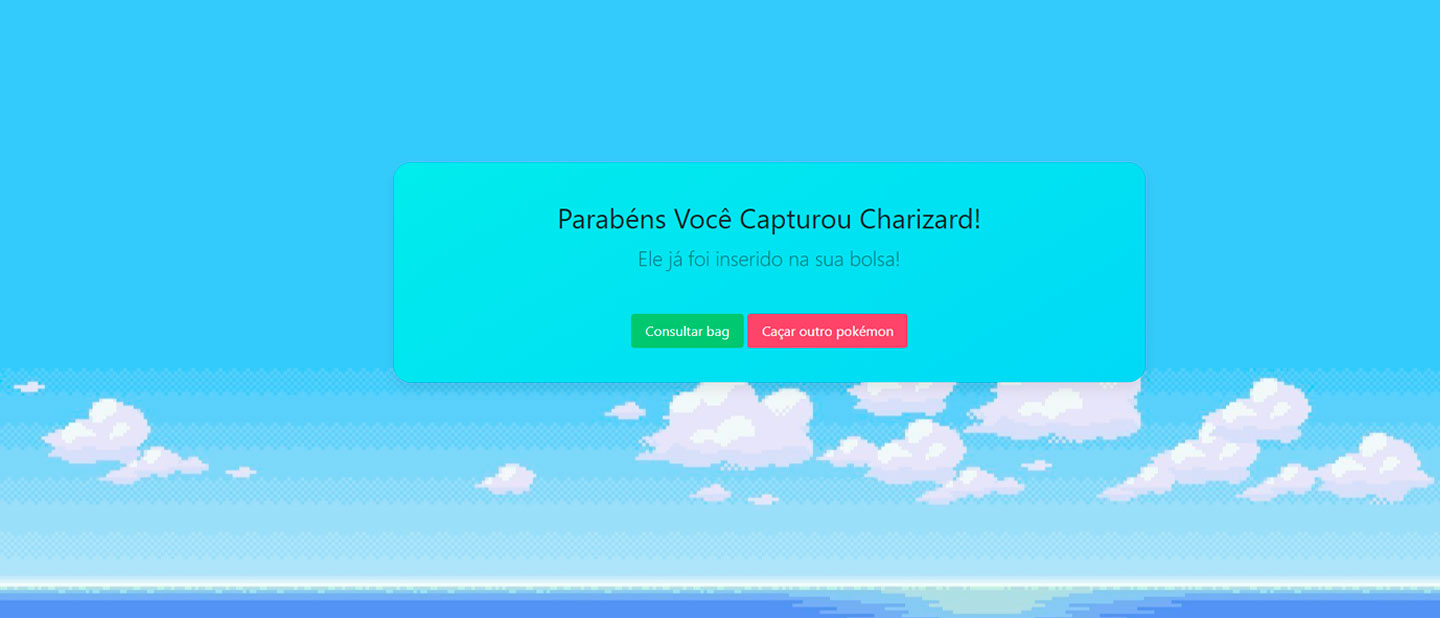 Parabéns Você Capturou Charizard!
Ele já foi inserido na sua bolsa!
Consultar bag
Caçar outro pokémon